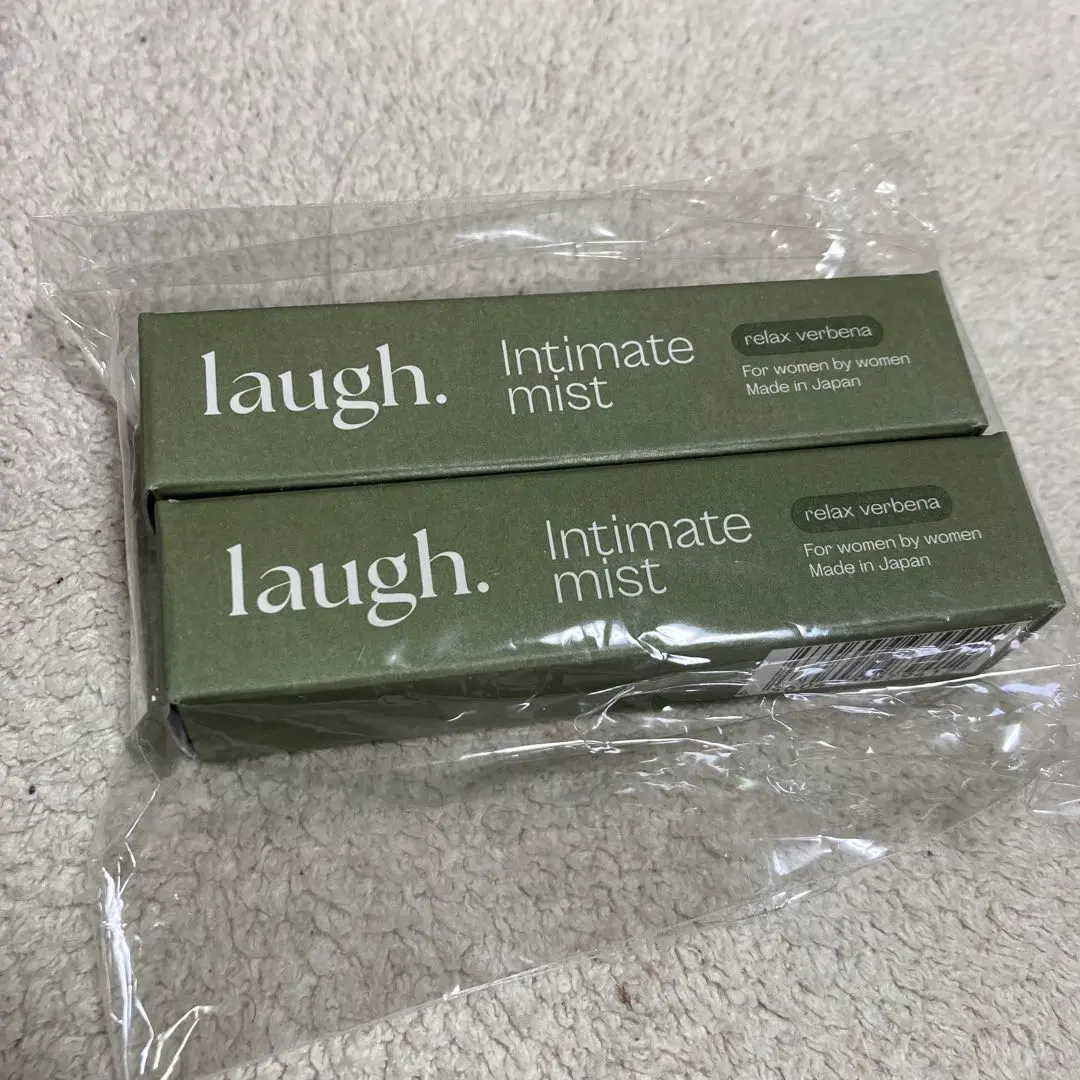 laugh.
Intimate
mist
relax verbena
For women by women
Made in Japan
laugh.
Intimate
mist
relax verbena
For women by women
Made in Japan